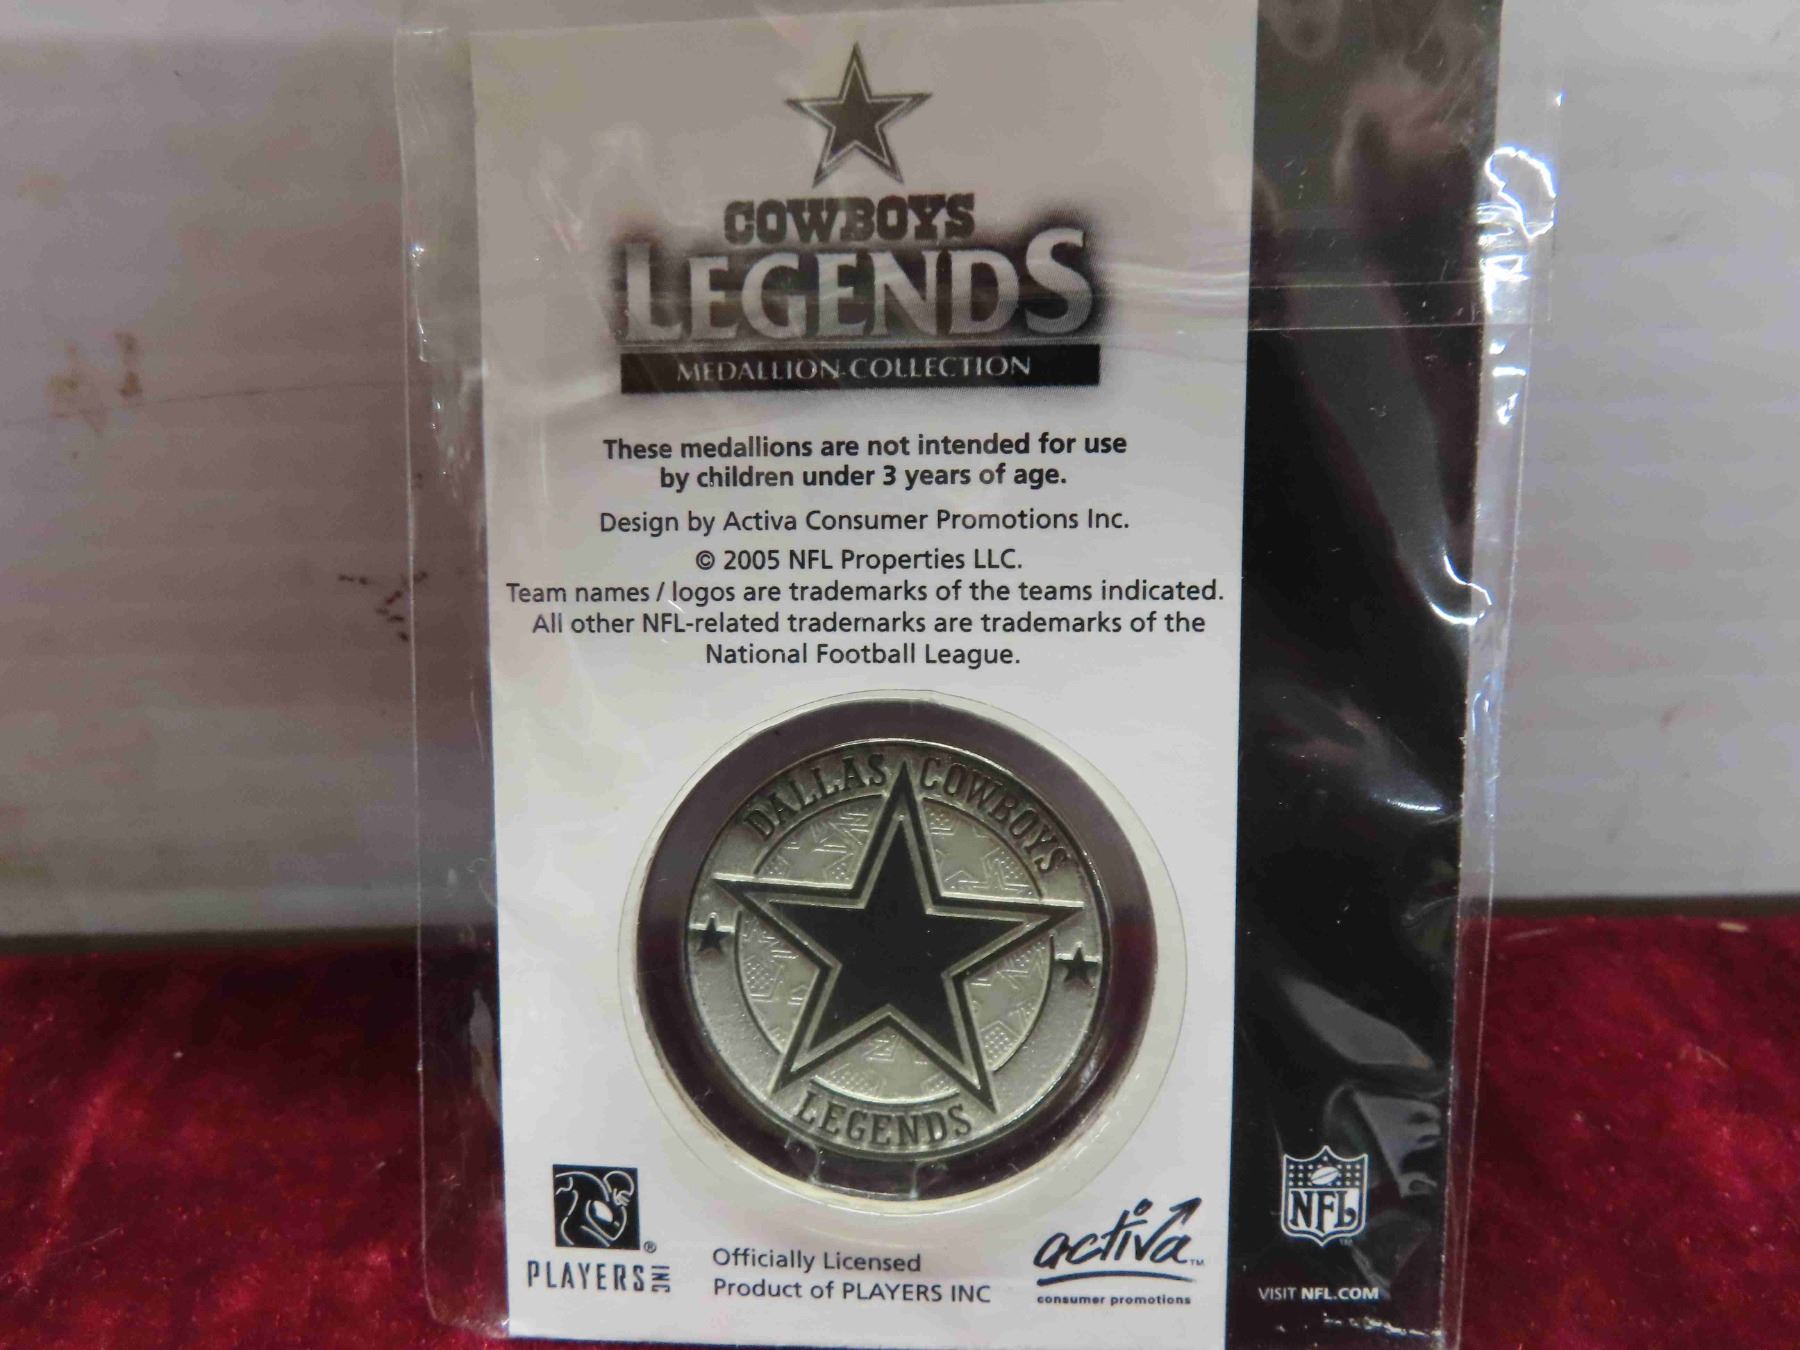 COWBOYS
LEGENDS
MEDALLION COLLECTION
These medallions are not intended for use
by children under 3 years of age.
Design by Activa Consumer Promotions Inc.
© 2005 NFL Properties LLC.
Team names / logos are trademarks of the teams indicated.
All other NFL-related trademarks are trademarks of the
National Football League.
DALLAS COWBOYS
LEGENDS
PLAYERS INC ®
Officially Licensed
Product of PLAYERS INC
activa™
consumer promotions
NFL™
VISIT NFL.COM